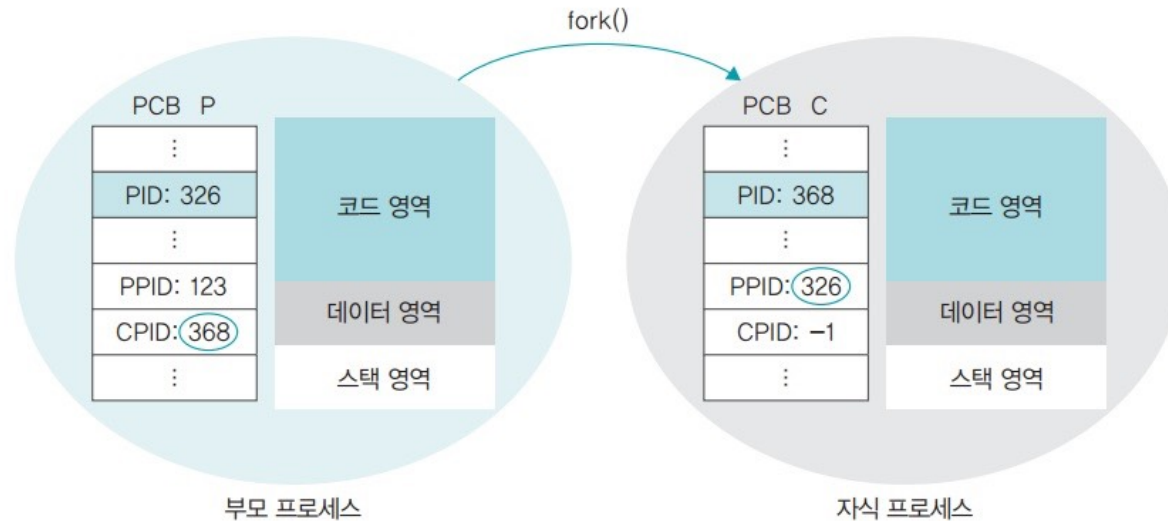 fork()
PCB P
⋮
PID: 326
⋮
PPID: 123
CPID: 368
⋮
코드 영역
데이터 영역
스택 영역
부모 프로세스
PCB C
⋮
PID: 368
⋮
PPID: 326
CPID: −1
⋮
코드 영역
데이터 영역
스택 영역
자식 프로세스